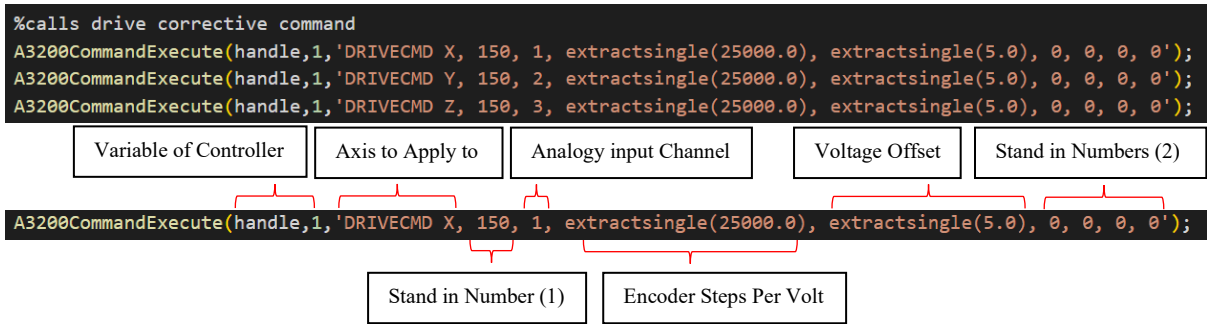 %calls drive corrective command
A3200CommandExecute(handle,1,'DRIVECMD X, 150, 1, extractsingle(25000.0), extractsingle(5.0), 0, 0, 0, 0');
A3200CommandExecute(handle,1,'DRIVECMD Y, 150, 2, extractsingle(25000.0), extractsingle(5.0), 0, 0, 0, 0');
A3200CommandExecute(handle,1,'DRIVECMD Z, 150, 3, extractsingle(25000.0), extractsingle(5.0), 0, 0, 0, 0');
Variable of Controller
Axis to Apply to
Analogy input Channel
Voltage Offset
Stand in Numbers (2)
A3200CommandExecute(handle,1,'DRIVECMD X, 150, 1, extractsingle(25000.0), extractsingle(5.0), 0, 0, 0, 0');
Stand in Number (1)
Encoder Steps Per Volt